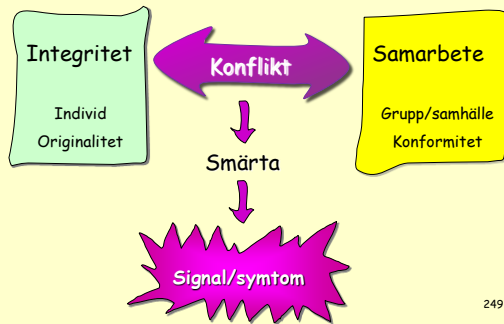 Integritet
Individ
Originalitet
Konflikt
Samarbete
Grupp/samhälle
Konformitet
Smärta
Signal/symtom
249